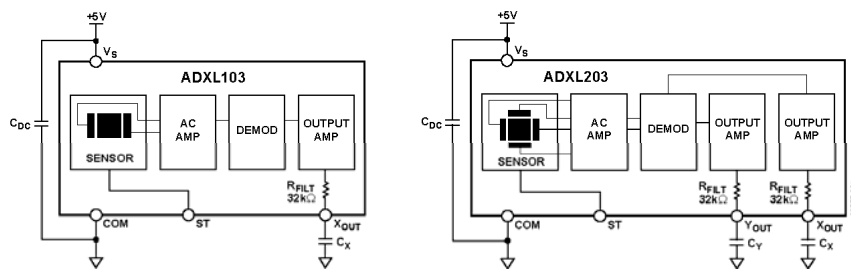 +5V
VS
ADXL103
CDC
SENSOR
AC
AMP
DEMOD
OUTPUT
AMP
RFILT
32kΩ
COM
ST
XOUT
CX
+5V
VS
ADXL203
CDC
SENSOR
AC
AMP
DEMOD
OUTPUT
AMP
OUTPUT
AMP
RFILT
32kΩ
RFILT
32kΩ
COM
ST
YOUT
XOUT
CY
CX